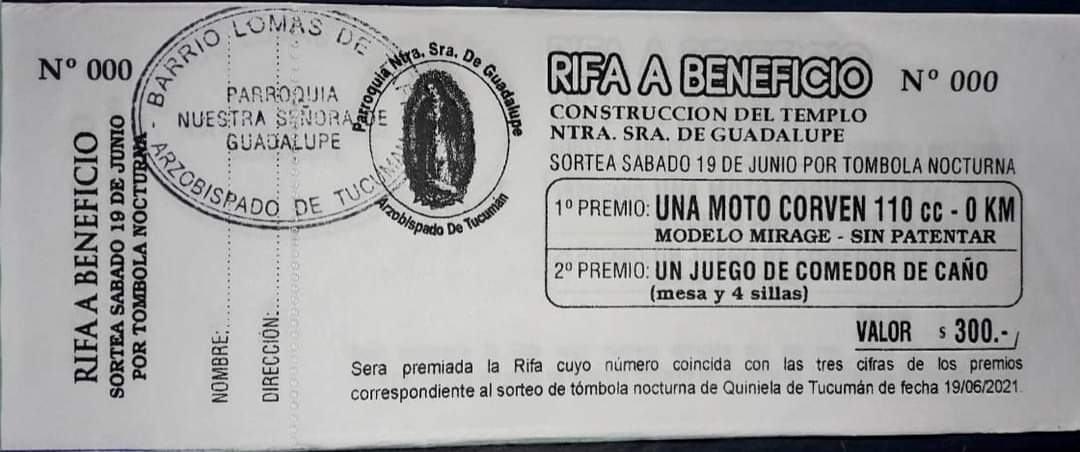 Nº 000
RIFA A BENEFICIO
SORTEA SABADO 19 DE JUNIO
POR TOMBOLA NOCTURNA
NOMBRE:
DIRECCIÓN:
BARRIO LOMAS DE
PARROQUIA
NUESTRA SEÑORA DE
GUADALUPE
ARZOBISPADO DE TUCUMAN
Parroquia Ntra. Sra. De Guadalupe
Arzobispado De Tucumán
RIFA A BENEFICIO Nº 000
CONSTRUCCION DEL TEMPLO
NTRA. SRA. DE GUADALUPE
SORTEA SABADO 19 DE JUNIO POR TOMBOLA NOCTURNA
1º PREMIO: UNA MOTO CORVEN 110 cc - 0 KM
MODELO MIRAGE - SIN PATENTAR
2º PREMIO: UN JUEGO DE COMEDOR DE CAÑO
(mesa y 4 sillas)
VALOR $ 300.-
Sera premiada la Rifa cuyo número coincida con las tres cifras de los premios
correspondiente al sorteo de tómbola nocturna de Quiniela de Tucumán de fecha 19/06/2021.